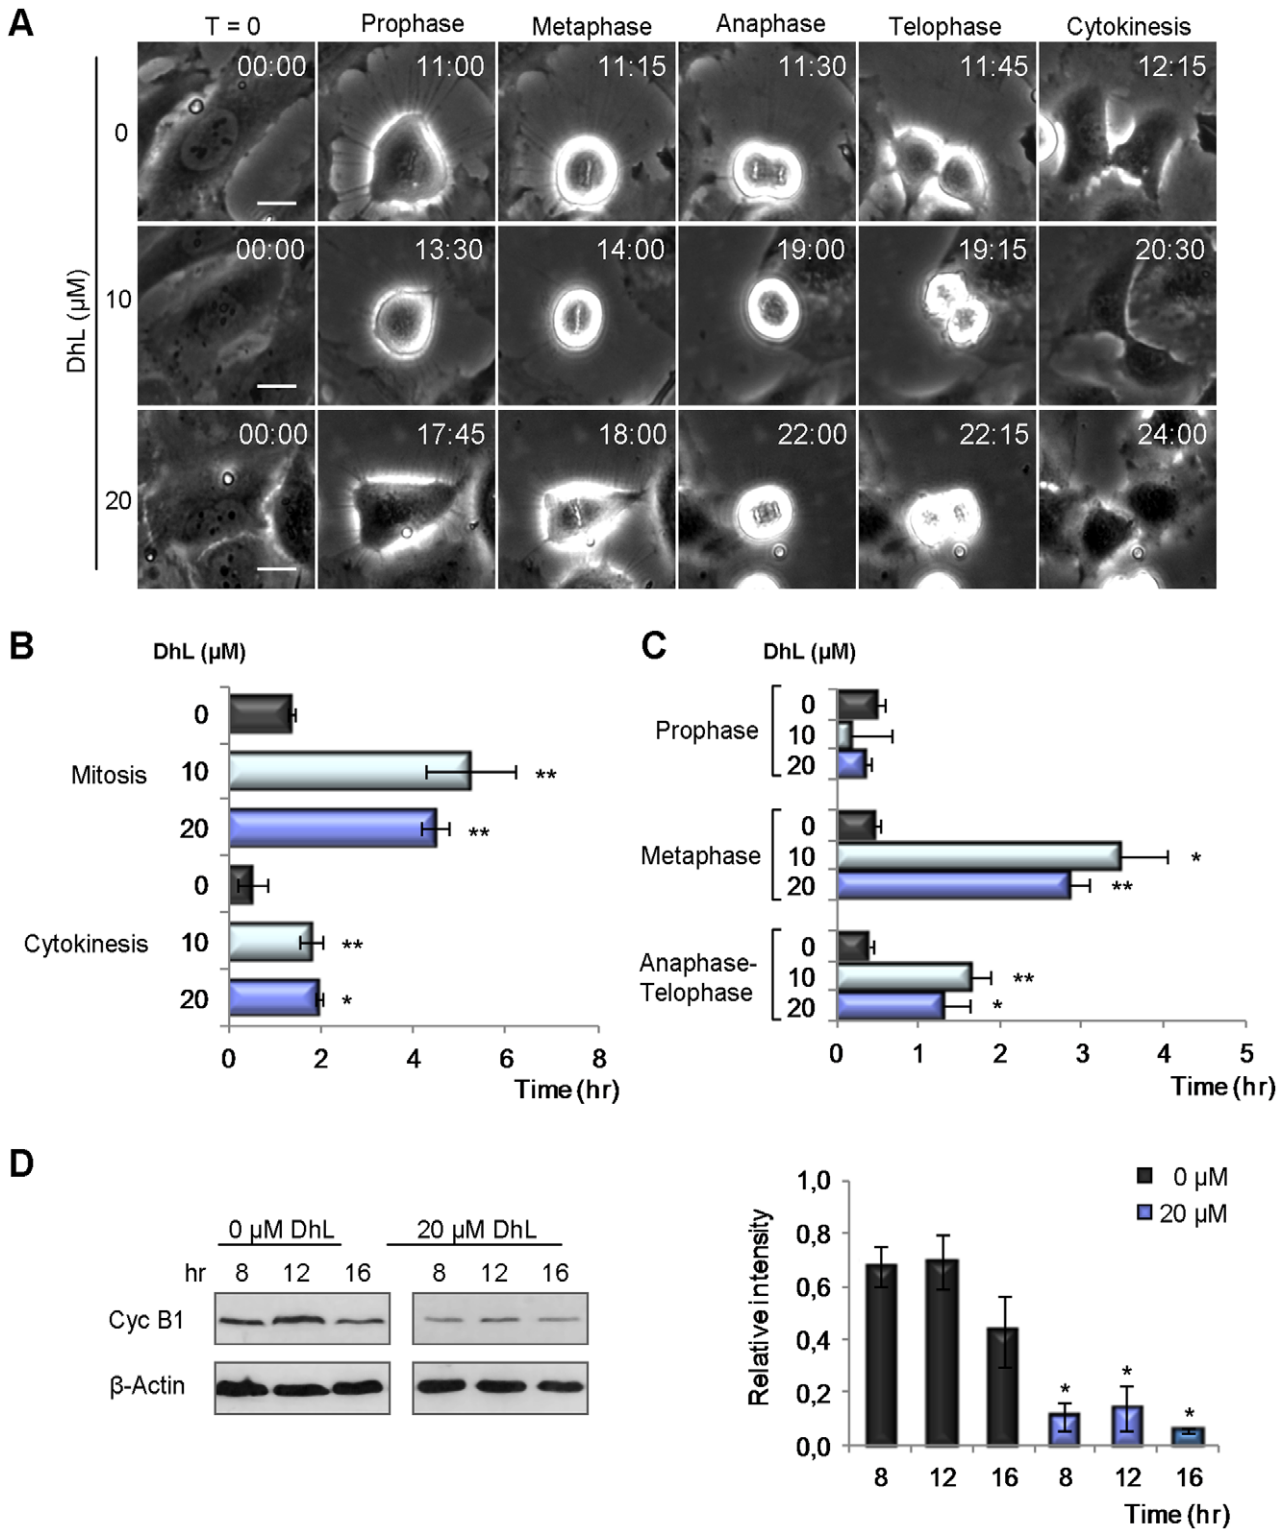 A
T = 0 Prophase Metaphase Anaphase Telophase Cytokinesis
DhL (µM)
0
00:00 11:00 11:15 11:30 11:45 12:15
10
00:00 13:30 14:00 19:00 19:15 20:30
20
00:00 17:45 18:00 22:00 22:15 24:00
B
DhL (µM)
0
Mitosis 10 **
20 **
0
Cytokinesis 10 **
20 *
0 2 4 6 8
Time (hr)
C
DhL (µM)
0
Prophase 10
20
0
Metaphase 10 *
20 **
0
Anaphase-
Telophase
10 **
20 *
0 1 2 3 4 5
Time (hr)
D
0 µM DhL 20 µM DhL
hr 8 12 16 8 12 16
Cyc B1
β-Actin
0 µM
20 µM
Relative intensity
1,0
0,8
0,6
0,4
0,2
0,0
* * *
8 12 16 8 12 16
Time (hr)